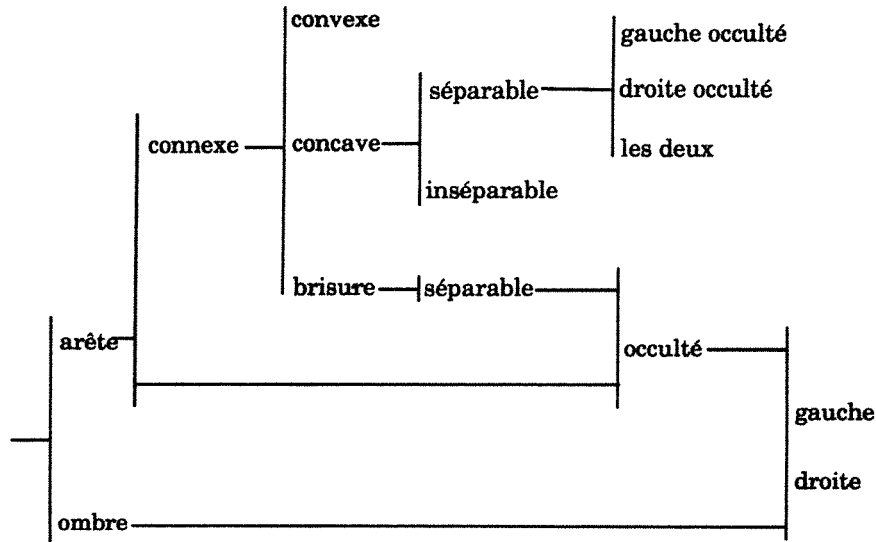 convexe
gauche occulté
séparable
droite occulté
connexe
concave
les deux
inséparable
brisure
séparable
arête
occulté
gauche
droite
ombre